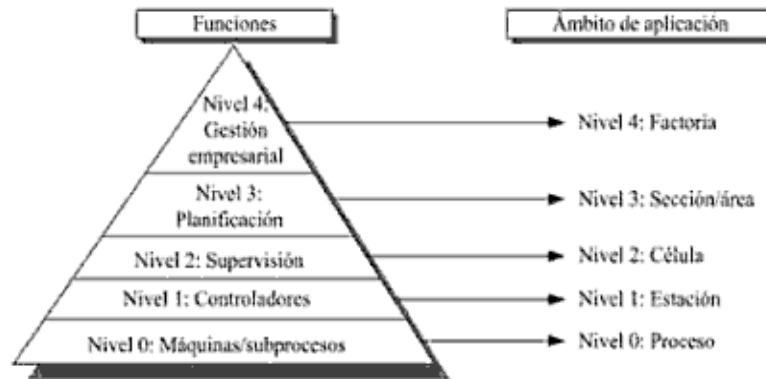 Funciones
Ámbito de aplicación
Nivel 4:
Gestión
empresarial
Nivel 4: Factoria
Nivel 3:
Planificación
Nivel 3: Sección/área
Nivel 2: Supervisión
Nivel 2: Célula
Nivel 1: Controladores
Nivel 1: Estación
Nivel 0: Máquinas/subprocesos
Nivel 0: Proceso